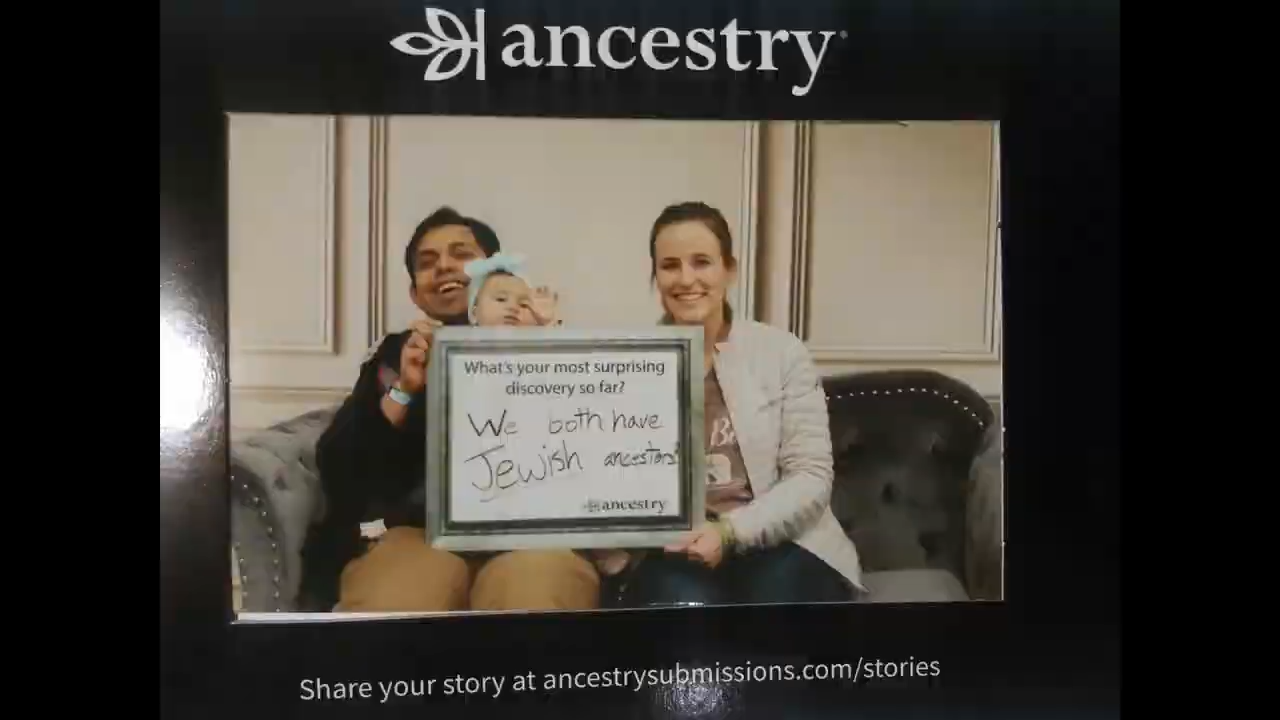 ancestry
What's your most surprising
discovery so far?
We both have
Jewish ancestors!
ancestry
Share your story at ancestrysubmissions.com/stories